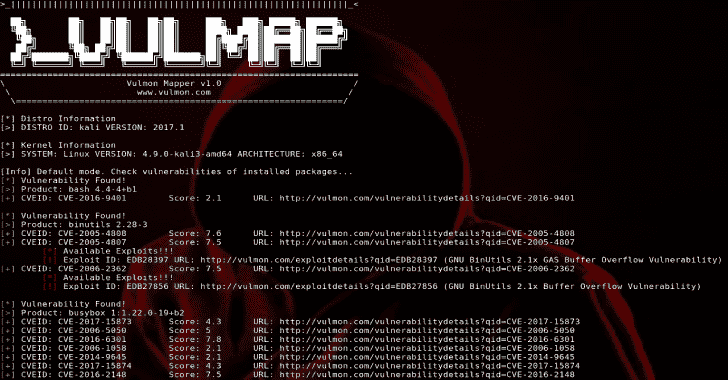 >_|||||||||||||||||||||||||||||||||||||||||||||||||||||||||||||||||||||||_<
>_VULMAP
=======================================================================
\ Vulmon Mapper v1.0 /
\ www.vulmon.com /
\=================================================================/
[*] Distro Information
[>] DISTRO ID: kali VERSION: 2017.1
[*] Kernel Information
[>] SYSTEM: Linux VERSION: 4.9.0-kali3-amd64 ARCHITECTURE: x86_64
[Info] Default mode. Check vulnerabilities of installed packages...
[*] Vulnerability Found!
[>] Product: bash 4.4-4+b1
[+] CVEID: CVE-2016-9401 Score: 2.1 URL: http://vulmon.com/vulnerabilitydetails?qid=CVE-2016-9401
[*] Vulnerability Found!
[>] Product: binutils 2.28-3
[+] CVEID: CVE-2005-4808 Score: 7.6 URL: http://vulmon.com/vulnerabilitydetails?qid=CVE-2005-4808
[+] CVEID: CVE-2005-4807 Score: 7.5 URL: http://vulmon.com/vulnerabilitydetails?qid=CVE-2005-4807
[*] Available Exploits!!!
[!] Exploit ID: EDB28397 URL: http://vulmon.com/exploitdetails?qid=EDB28397 (GNU BinUtils 2.1x GAS Buffer Overflow Vulnerability)
[+] CVEID: CVE-2006-2362 Score: 7.5 URL: http://vulmon.com/vulnerabilitydetails?qid=CVE-2006-2362
[*] Available Exploits!!!
[!] Exploit ID: EDB27856 URL: http://vulmon.com/exploitdetails?qid=EDB27856 (GNU BinUtils 2.1x Buffer Overflow Vulnerability)
[*] Vulnerability Found!
[>] Product: busybox 1:1.22.0-19+b2
[+] CVEID: CVE-2017-15873 Score: 4.3 URL: http://vulmon.com/vulnerabilitydetails?qid=CVE-2017-15873
[+] CVEID: CVE-2006-5050 Score: 5 URL: http://vulmon.com/vulnerabilitydetails?qid=CVE-2006-5050
[+] CVEID: CVE-2016-6301 Score: 7.8 URL: http://vulmon.com/vulnerabilitydetails?qid=CVE-2016-6301
[+] CVEID: CVE-2006-1058 Score: 2.1 URL: http://vulmon.com/vulnerabilitydetails?qid=CVE-2006-1058
[+] CVEID: CVE-2014-9645 Score: 2.1 URL: http://vulmon.com/vulnerabilitydetails?qid=CVE-2014-9645
[+] CVEID: CVE-2017-15874 Score: 4.3 URL: http://vulmon.com/vulnerabilitydetails?qid=CVE-2017-15874
[+] CVEID: CVE-2016-2148 Score: 7.5 URL: http://vulmon.com/vulnerabilitydetails?qid=CVE-2016-2148